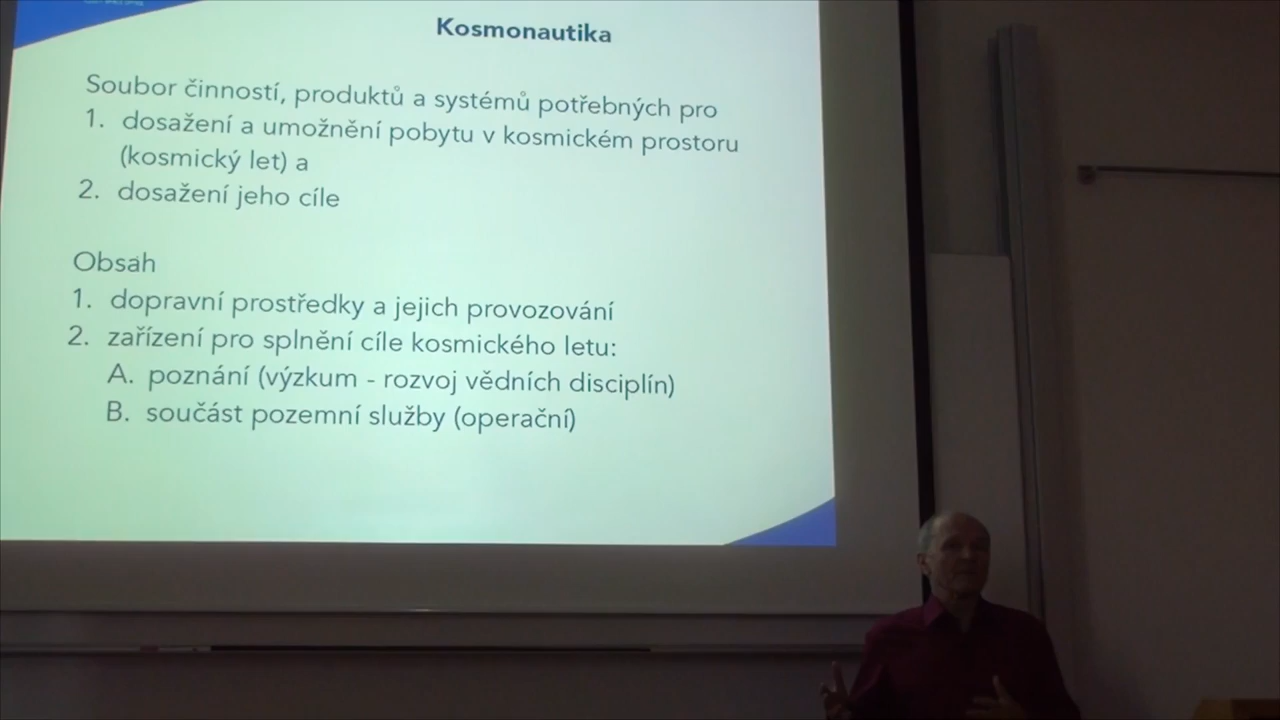 Kosmonautika
Soubor činností, produktů a systémů potřebných pro
1. dosažení a umožnění pobytu v kosmickém prostoru
(kosmický let) a
2. dosažení jeho cíle
Obsah
1. dopravní prostředky a jejich provozování
2. zařízení pro splnění cíle kosmického letu:
A. poznání (výzkum - rozvoj vědních disciplín)
B. součást pozemní služby (operační)